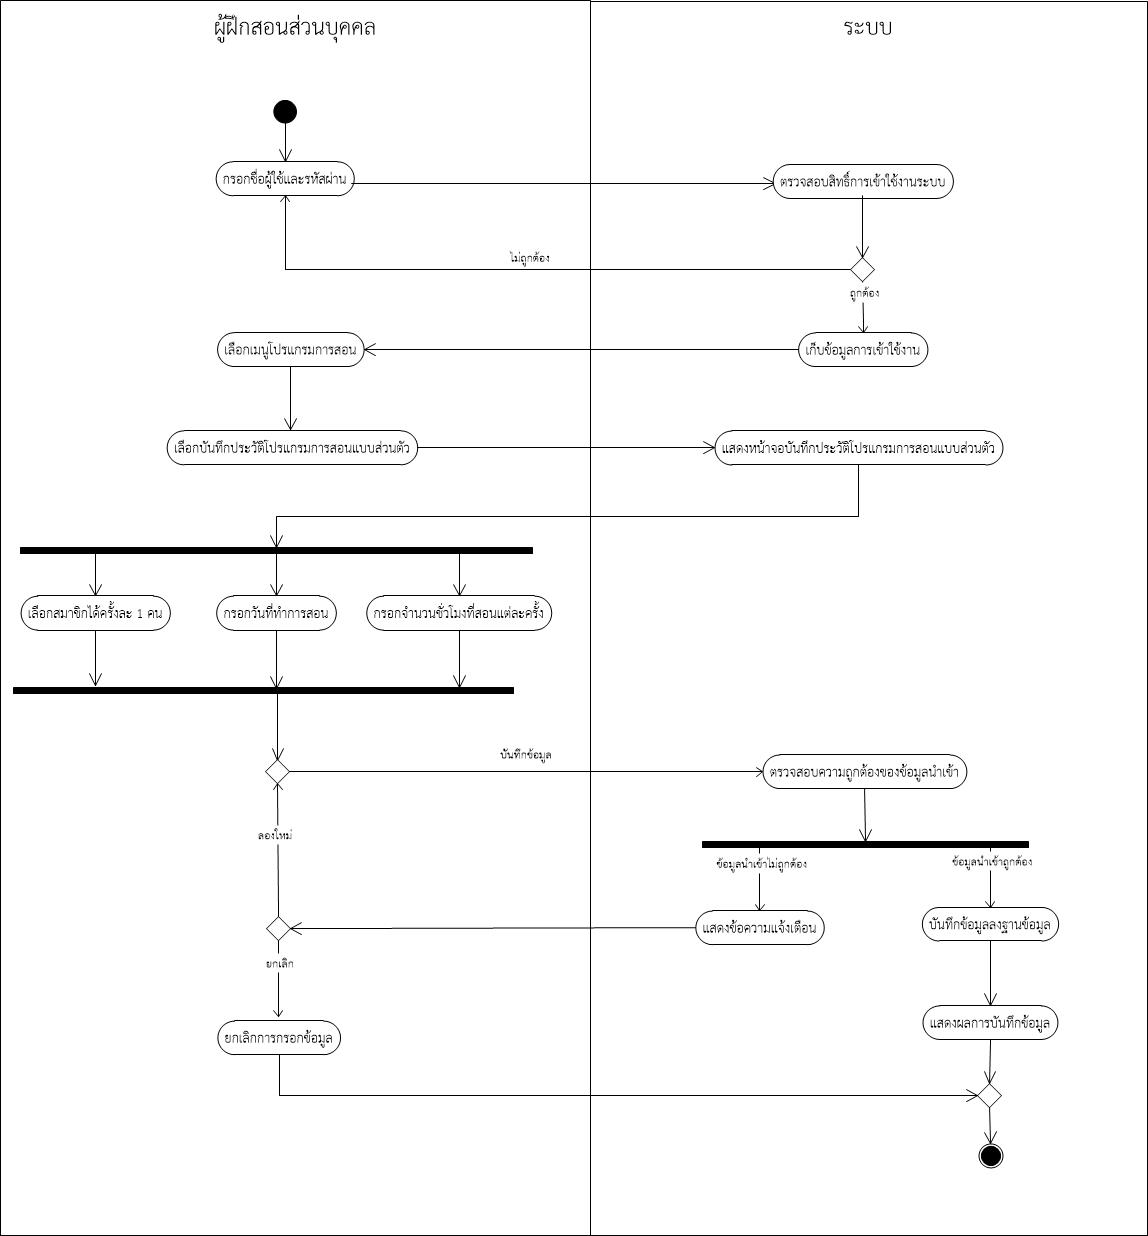 ผู้ฝึกสอนส่วนบุคคล
ระบบ
กรอกชื่อผู้ใช้และรหัสผ่าน
ตรวจสอบสิทธิ์การเข้าใช้งานระบบ
ไม่ถูกต้อง
ถูกต้อง
เลือกเมนูโปรแกรมการสอน
เก็บข้อมูลการเข้าใช้งาน
เลือกบันทึกประวัติโปรแกรมการสอนแบบส่วนตัว
แสดงหน้าจอบันทึกประวัติโปรแกรมการสอนแบบส่วนตัว
เลือกสมาชิกได้ครั้งละ 1 คน
กรอกวันที่ทำการสอน
กรอกจำนวนชั่วโมงที่สอนแต่ละครั้ง
บันทึกข้อมูล
ตรวจสอบความถูกต้องของข้อมูลนำเข้า
ลองใหม่
ข้อมูลนำเข้าไม่ถูกต้อง
ข้อมูลนำเข้าถูกต้อง
แสดงข้อความแจ้งเตือน
บันทึกข้อมูลลงฐานข้อมูล
ยกเลิก
ยกเลิกการกรอกข้อมูล
แสดงผลการบันทึกข้อมูล